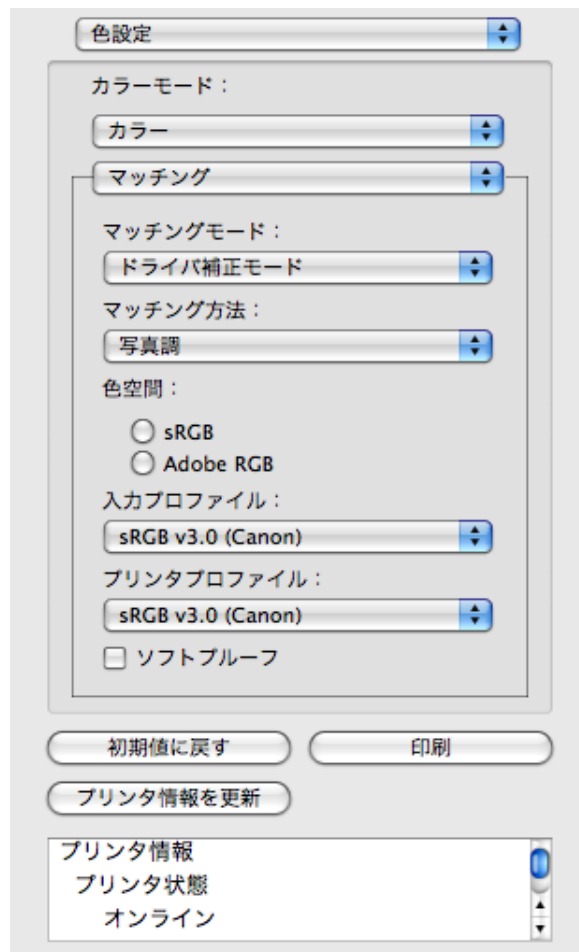 色設定
カラーモード：
カラー
マッチング
マッチングモード：
ドライバ補正モード
マッチング方法：
写真調
色空間：
sRGB
Adobe RGB
入力プロファイル：
sRGB v3.0 (Canon)
プリンタプロファイル：
sRGB v3.0 (Canon)
ソフトプルーフ
初期値に戻す 印刷
プリンタ情報を更新
プリンタ情報
プリンタ状態
オンライン